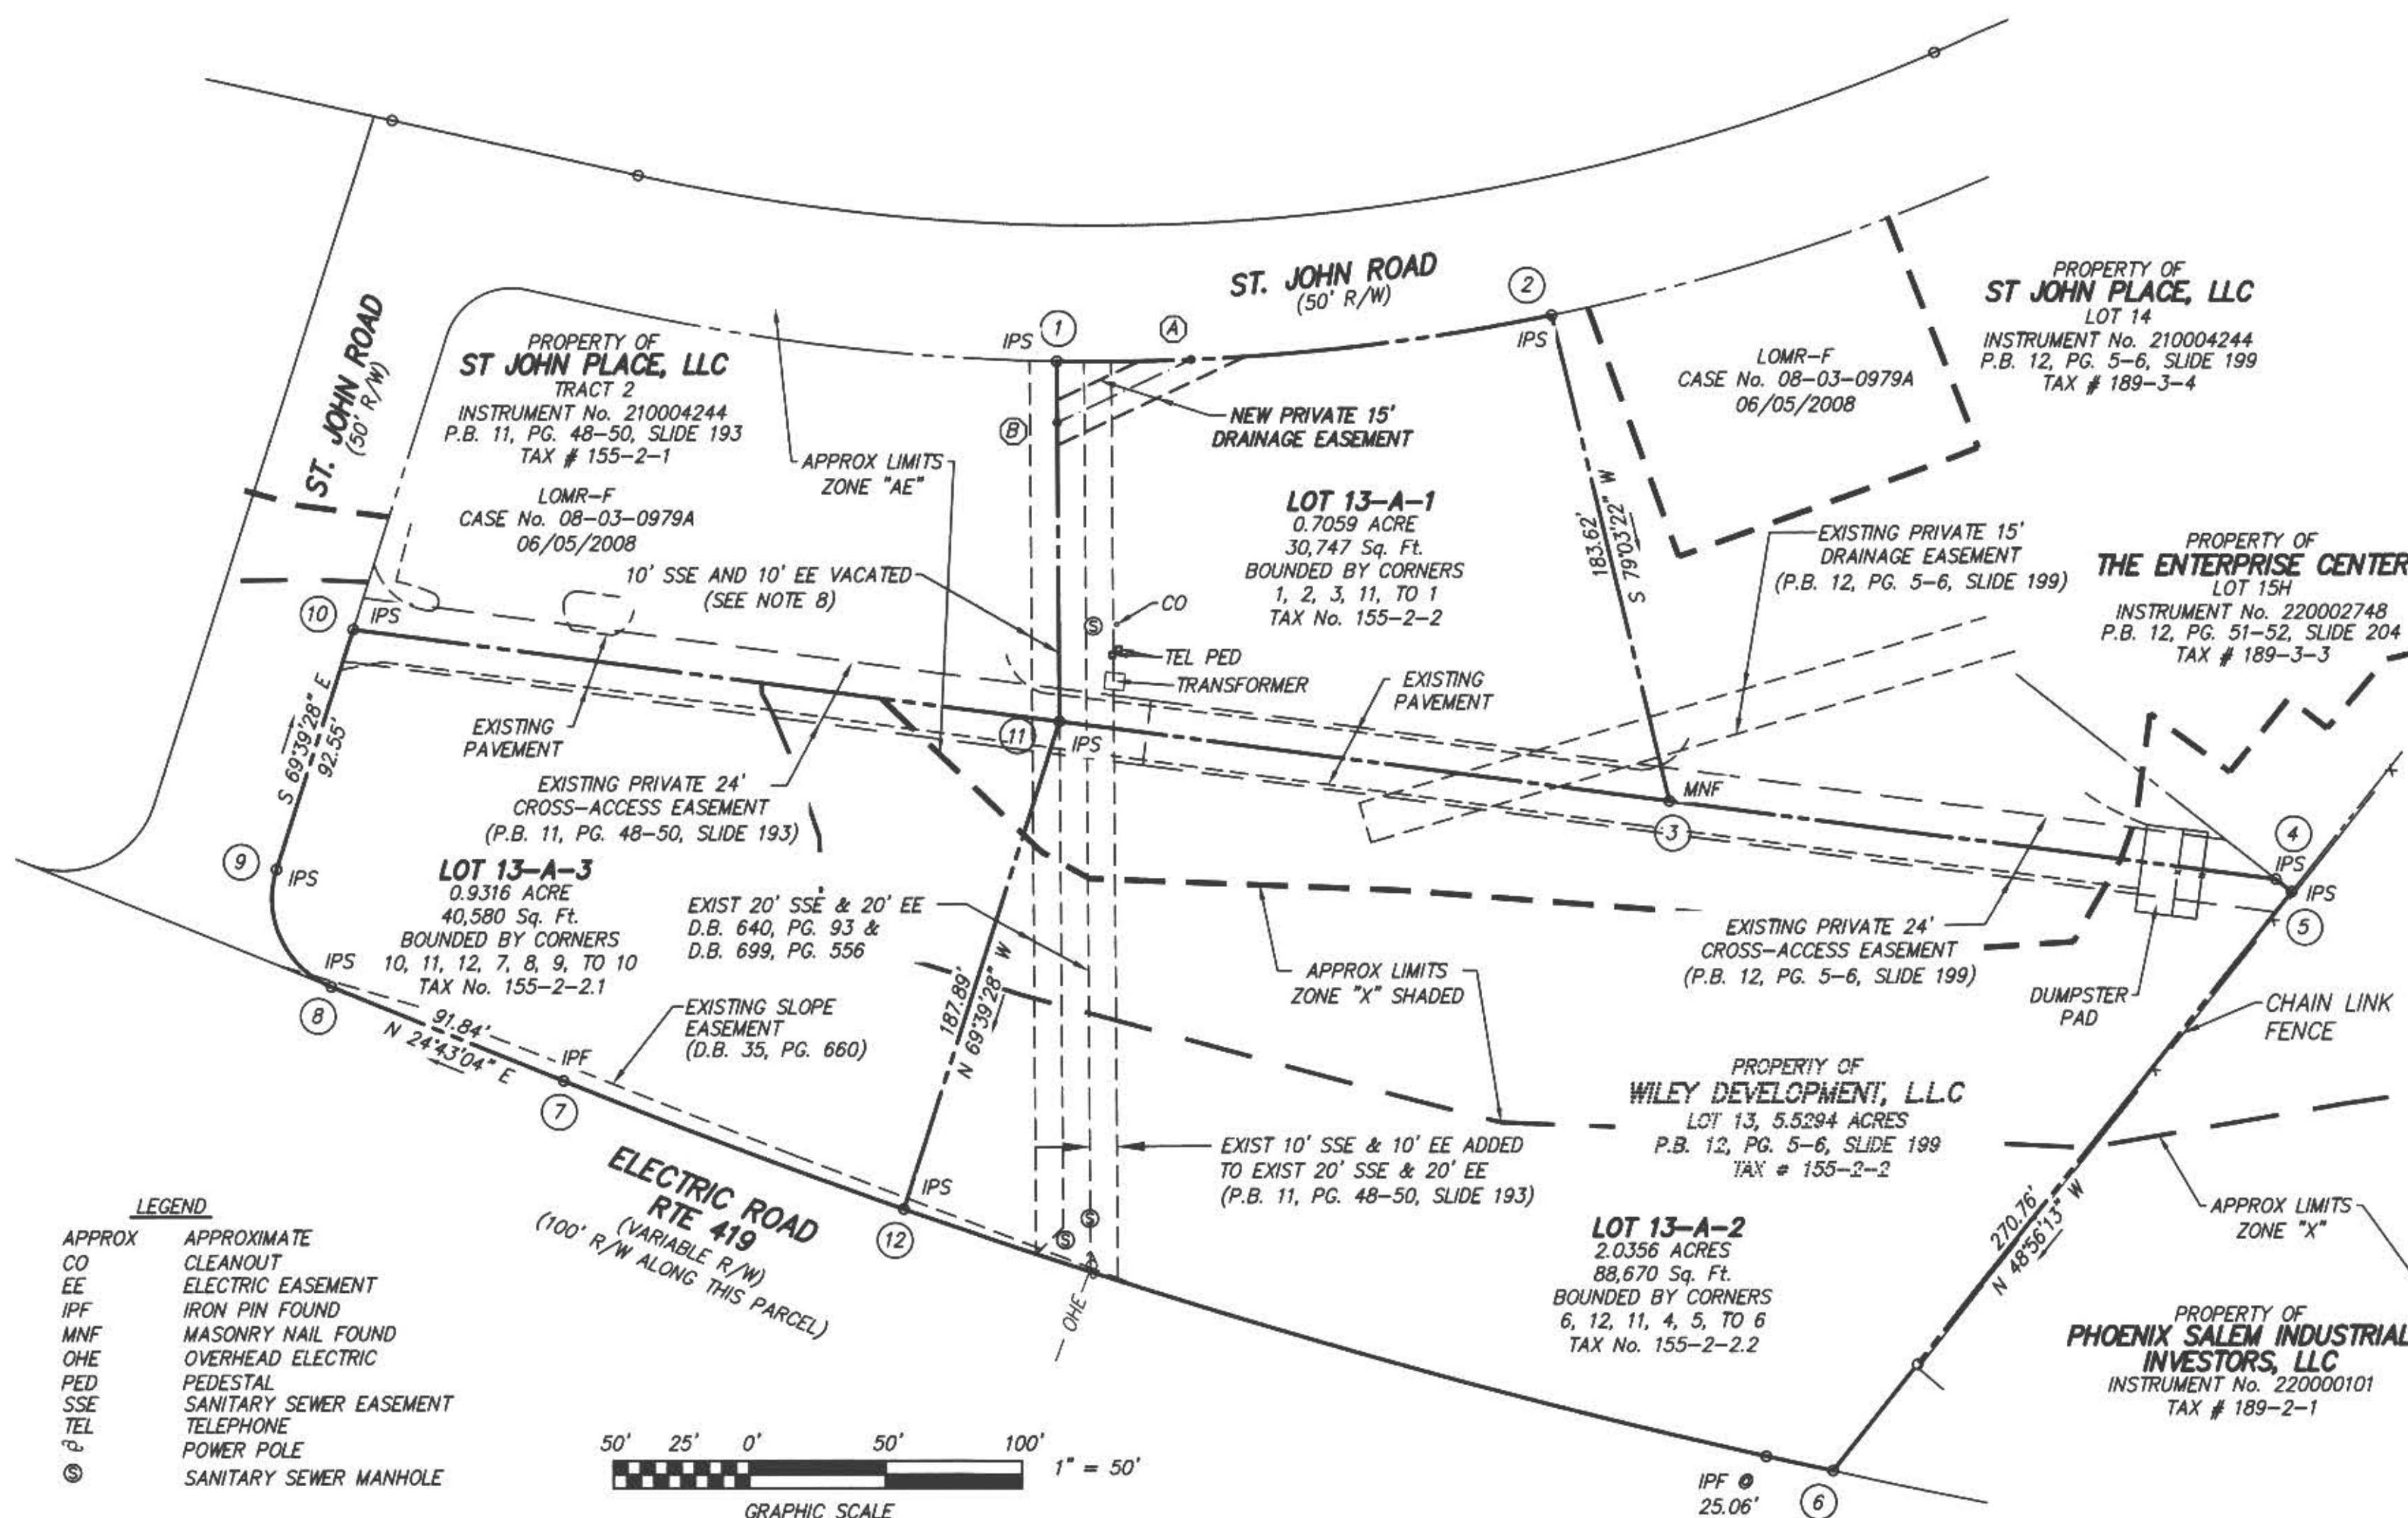 ST. JOHN ROAD
(50' R/W)
ST. JOHN ROAD
(50' R/W)
PROPERTY OF
ST JOHN PLACE, LLC
TRACT 2
INSTRUMENT No. 210004244
P.B. 11, PG. 48-50, SLIDE 193
TAX # 155-2-1
LOMR-F
CASE No. 08-03-0979A
06/05/2008
APPROX LIMITS
ZONE "AE"
10' SSE AND 10' EE VACATED
(SEE NOTE 8)
IPS
1
A
B
2
IPS
NEW PRIVATE 15'
DRAINAGE EASEMENT
LOT 13-A-1
0.7059 ACRE
30,747 Sq. Ft.
BOUNDED BY CORNERS
1, 2, 3, 11, TO 1
TAX No. 155-2-2
S
CO
TEL PED
TRANSFORMER
EXISTING
PAVEMENT
183.62'
S 79°03'22" W
LOMR-F
CASE No. 08-03-0979A
06/05/2008
PROPERTY OF
ST JOHN PLACE, LLC
LOT 14
INSTRUMENT No. 210004244
P.B. 12, PG. 5-6, SLIDE 199
TAX # 189-3-4
EXISTING PRIVATE 15'
DRAINAGE EASEMENT
(P.B. 12, PG. 5-6, SLIDE 199)
PROPERTY OF
THE ENTERPRISE CENTER
LOT 15H
INSTRUMENT No. 220002748
P.B. 12, PG. 51-52, SLIDE 204
TAX # 189-3-3
10
IPS
S 69°39'28" E
92.55'
EXISTING
PAVEMENT
11
IPS
MNF
3
4
IPS
IPS
5
EXISTING PRIVATE 24'
CROSS-ACCESS EASEMENT
(P.B. 11, PG. 48-50, SLIDE 193)
9
IPS
LOT 13-A-3
0.9316 ACRE
40,580 Sq. Ft.
BOUNDED BY CORNERS
10, 11, 12, 7, 8, 9, TO 10
TAX No. 155-2-2.1
EXIST 20' SSE & 20' EE
D.B. 640, PG. 93 &
D.B. 699, PG. 556
187.89'
N 69°39'28" W
APPROX LIMITS
ZONE "X" SHADED
EXISTING PRIVATE 24'
CROSS-ACCESS EASEMENT
(P.B. 12, PG. 5-6, SLIDE 199)
DUMPSTER
PAD
CHAIN LINK
FENCE
IPS
8
91.84'
N 24°43'04" E
IPF
7
EXISTING SLOPE
EASEMENT
(D.B. 35, PG. 660)
PROPERTY OF
WILEY DEVELOPMENT, L.L.C
LOT 13, 5.5294 ACRES
P.B. 12, PG. 5-6, SLIDE 199
TAX # 155-2-2
EXIST 10' SSE & 10' EE ADDED
TO EXIST 20' SSE & 20' EE
(P.B. 11, PG. 48-50, SLIDE 193)
IPS
12
S
S
OHE
ELECTRIC ROAD
RTE 419
(VARIABLE R/W)
(100' R/W ALONG THIS PARCEL)
LOT 13-A-2
2.0356 ACRES
88,670 Sq. Ft.
BOUNDED BY CORNERS
6, 12, 11, 4, 5, TO 6
TAX No. 155-2-2.2
270.76'
N 48°56'13" W
APPROX LIMITS
ZONE "X"
PROPERTY OF
PHOENIX SALEM INDUSTRIAL
INVESTORS, LLC
INSTRUMENT No. 220000101
TAX # 189-2-1
IPF @
25.06'
6
LEGEND
APPROX APPROXIMATE
CO CLEANOUT
EE ELECTRIC EASEMENT
IPF IRON PIN FOUND
MNF MASONRY NAIL FOUND
OHE OVERHEAD ELECTRIC
PED PEDESTAL
SSE SANITARY SEWER EASEMENT
TEL TELEPHONE
POWER POLE
S SANITARY SEWER MANHOLE
50' 25' 0' 50' 100'
1" = 50'
GRAPHIC SCALE